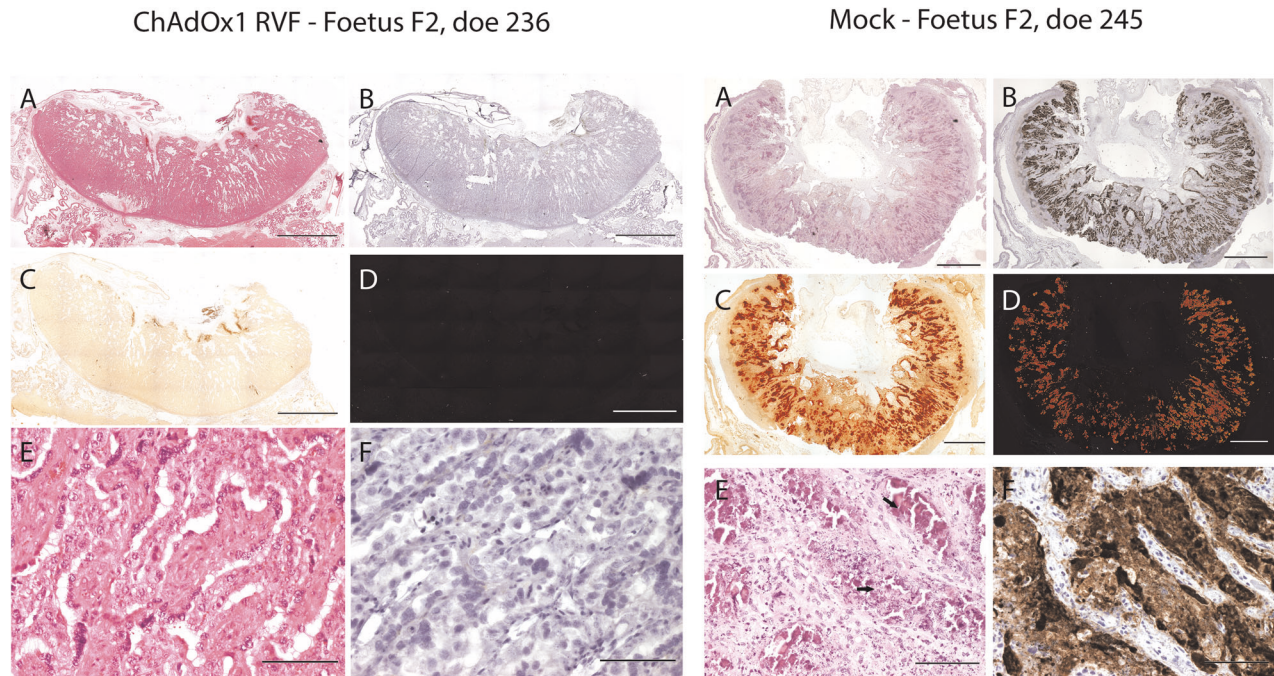 ChAdOx1 RVF - Foetus F2, doe 236
Mock - Foetus F2, doe 245
A
B
C
D
E
F
A
B
C
D
E
F